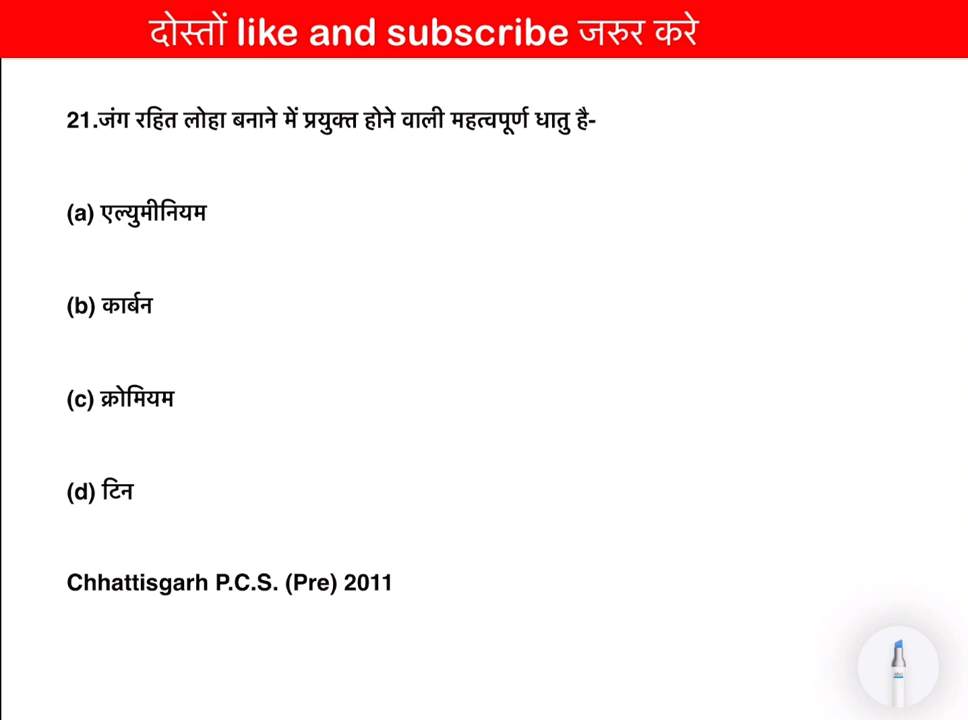 दोस्तों like and subscribe जरुर करे
21.जंग रहित लोहा बनाने में प्रयुक्त होने वाली महत्वपूर्ण धातु है-
(a) एल्युमीनियम
(b) कार्बन
(c) क्रोमियम
(d) टिन
Chhattisgarh P.C.S. (Pre) 2011